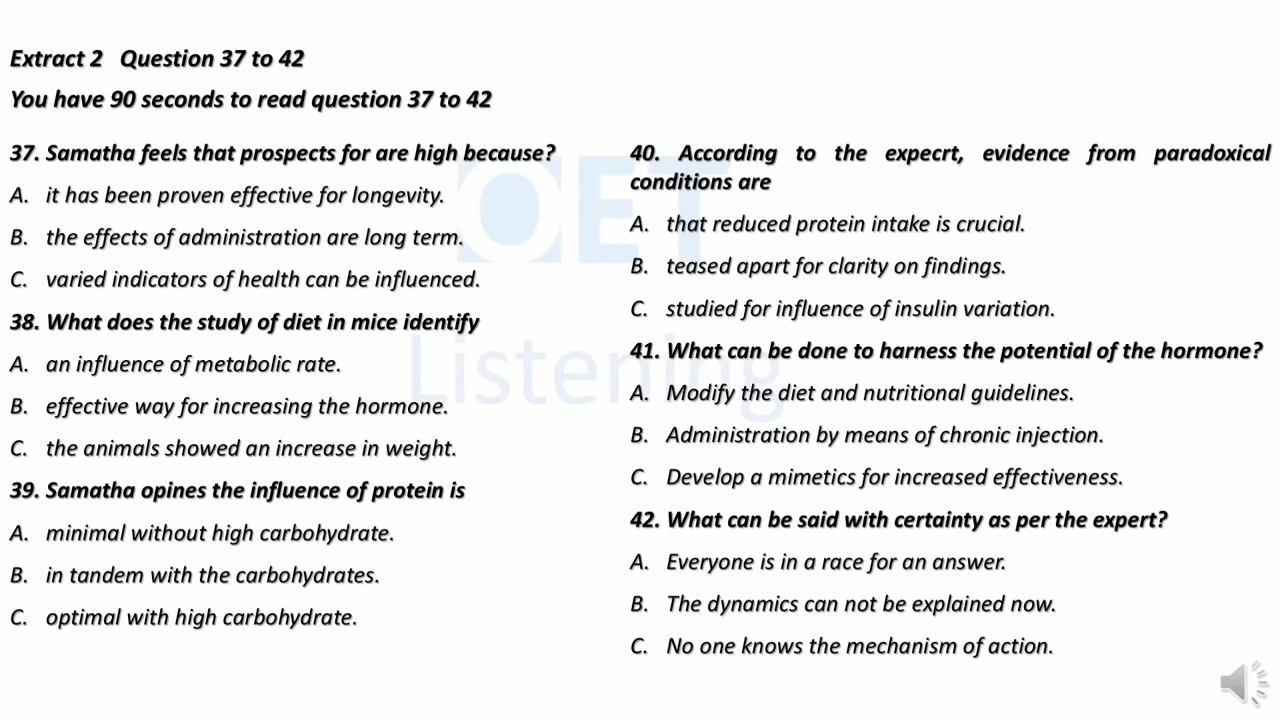 Extract 2 Question 37 to 42
You have 90 seconds to read question 37 to 42
37. Samatha feels that prospects for are high because?
A. it has been proven effective for longevity.
B. the effects of administration are long term.
C. varied indicators of health can be influenced.
38. What does the study of diet in mice identify
A. an influence of metabolic rate.
B. effective way for increasing the hormone.
C. the animals showed an increase in weight.
39. Samatha opines the influence of protein is
A. minimal without high carbohydrate.
B. in tandem with the carbohydrates.
C. optimal with high carbohydrate.
40. According to the expecrt, evidence from paradoxical
conditions are
A. that reduced protein intake is crucial.
B. teased apart for clarity on findings.
C. studied for influence of insulin variation.
41. What can be done to harness the potential of the hormone?
A. Modify the diet and nutritional guidelines.
B. Administration by means of chronic injection.
C. Develop a mimetics for increased effectiveness.
42. What can be said with certainty as per the expert?
A. Everyone is in a race for an answer.
B. The dynamics can not be explained now.
C. No one knows the mechanism of action.
OET
Listening